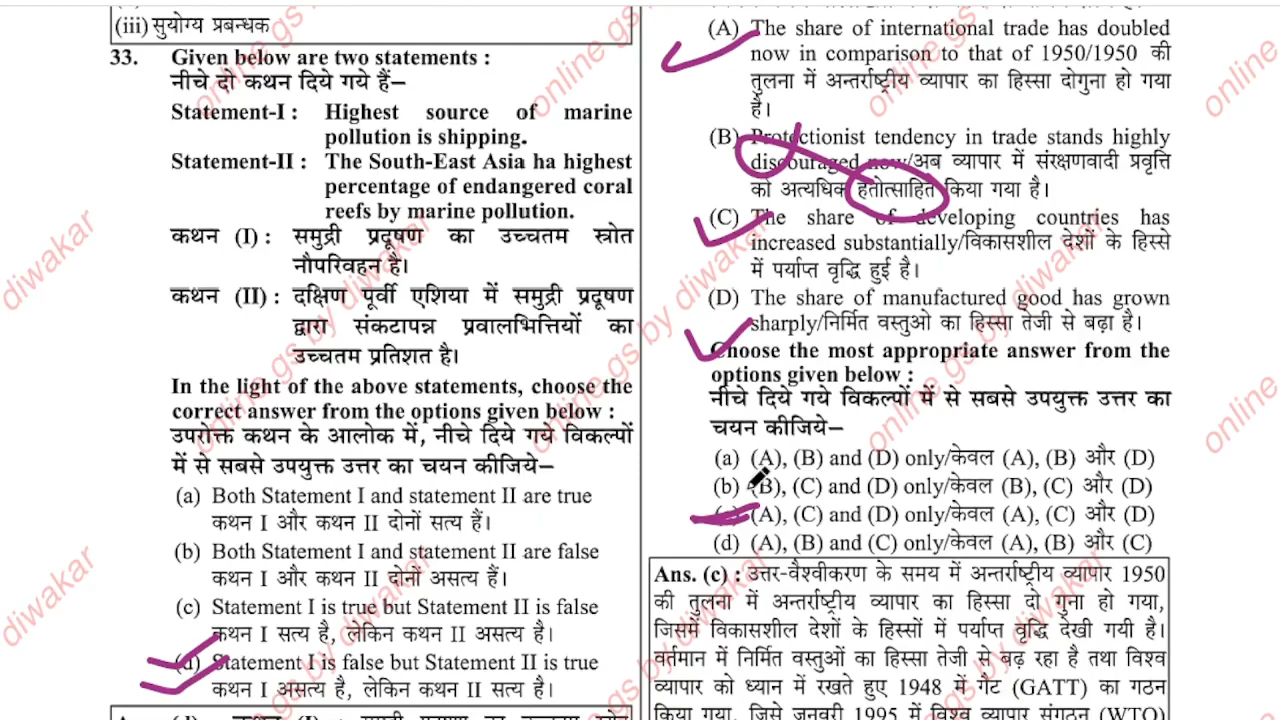 (iii) सुयोग्य प्रबन्धक
33. Given below are two statements :
नीचे दो कथन दिये गये हैं–
Statement-I : Highest source of marine
pollution is shipping.
Statement-II : The South-East Asia ha highest
percentage of endangered coral
reefs by marine pollution.
कथन (I) : समुद्री प्रदूषण का उच्चतम स्रोत
नौपरिवहन है।
कथन (II) : दक्षिण पूर्वी एशिया में समुद्री प्रदूषण
द्वारा संकटापन्न प्रवालभित्तियों का
उच्चतम प्रतिशत है।
In the light of the above statements, choose the
correct answer from the options given below :
उपरोक्त कथन के आलोक में, नीचे दिये गये विकल्पों
में से सबसे उपयुक्त उत्तर का चयन कीजिये–
(a) Both Statement I and statement II are true
कथन I और कथन II दोनों सत्य हैं।
(b) Both Statement I and statement II are false
कथन I और कथन II दोनों असत्य हैं।
(c) Statement I is true but Statement II is false
कथन I सत्य है, लेकिन कथन II असत्य है।
(d) Statement I is false but Statement II is true
कथन I असत्य है, लेकिन कथन II सत्य है।
(A) The share of international trade has doubled
now in comparison to that of 1950/1950 की
तुलना में अन्तर्राष्ट्रीय व्यापार का हिस्सा दोगुना हो गया
है।
(B) Protectionist tendency in trade stands highly
discouraged now/अब व्यापार में संरक्षणवादी प्रवृत्ति
को अत्यधिक हतोत्साहित किया गया है।
(C) The share of developing countries has
increased substantially/विकासशील देशों के हिस्से
में पर्याप्त वृद्धि हुई है।
(D) The share of manufactured good has grown
sharply/निर्मित वस्तुओ का हिस्सा तेजी से बढ़ा है।
Choose the most appropriate answer from the
options given below :
नीचे दिये गये विकल्पों में से सबसे उपयुक्त उत्तर का
चयन कीजिये–
(a) (A), (B) and (D) only/केवल (A), (B) और (D)
(b) (B), (C) and (D) only/केवल (B), (C) और (D)
(A), (C) and (D) only/केवल (A), (C) और (D)
(d) (A), (B) and (C) only/केवल (A), (B) और (C)
Ans. (c) : उत्तर-वैश्वीकरण के समय में अन्तर्राष्ट्रीय व्यापार 1950
की तुलना में अन्तर्राष्ट्रीय व्यापार का हिस्सा दो गुना हो गया,
जिसमें विकासशील देशों के हिस्सों में पर्याप्त वृद्धि देखी गयी है।
वर्तमान में निर्मित वस्तुओं का हिस्सा तेजी से बढ़ रहा है तथा विश्व
व्यापार को ध्यान में रखते हुए 1948 में गेट (GATT) का गठन
किया गया, जिसे जनवरी 1995 में विश्व व्यापार संगठन (WTO)
online gs by diwakar